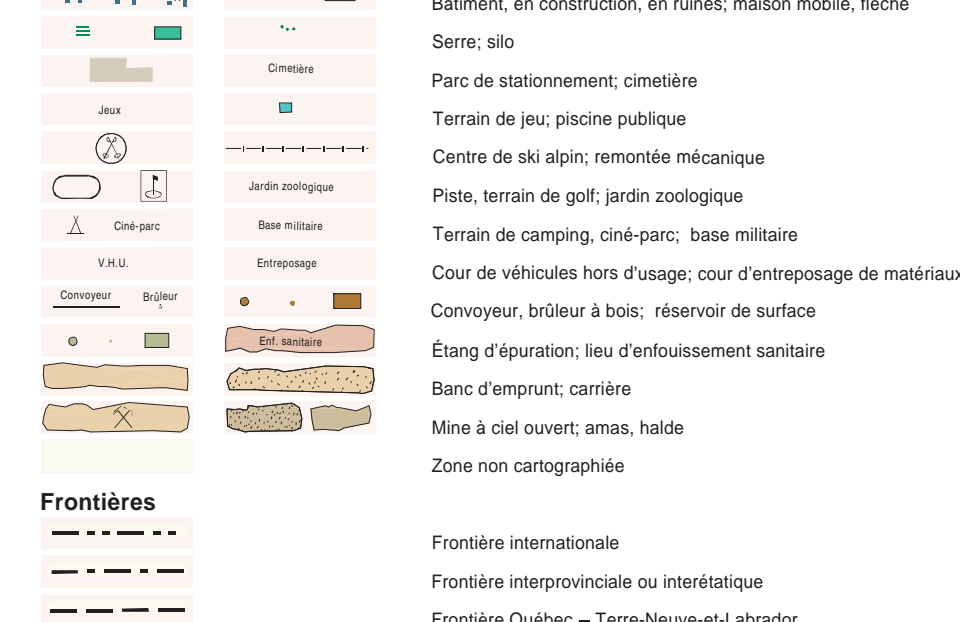 Bâtiment, en construction, en ruines; maison mobile, flèche
Serre; silo
Cimetière
Parc de stationnement; cimetière
Jeux
Terrain de jeu; piscine publique
Centre de ski alpin; remontée mécanique
Jardin zoologique
Piste, terrain de golf; jardin zoologique
Ciné-parc
Base militaire
Terrain de camping, ciné-parc; base militaire
V.H.U.
Entreposage
Cour de véhicules hors d'usage; cour d'entreposage de matériaux
Convoyeur
Brûleur
Convoyeur, brûleur à bois; réservoir de surface
Enf. sanitaire
Étang d'épuration; lieu d'enfouissement sanitaire
Banc d'emprunt; carrière
Mine à ciel ouvert; amas, halde
Zone non cartographiée
Frontières
Frontière internationale
Frontière interprovinciale ou interétatique
Frontière Québec – Terre-Neuve-et-Labrador